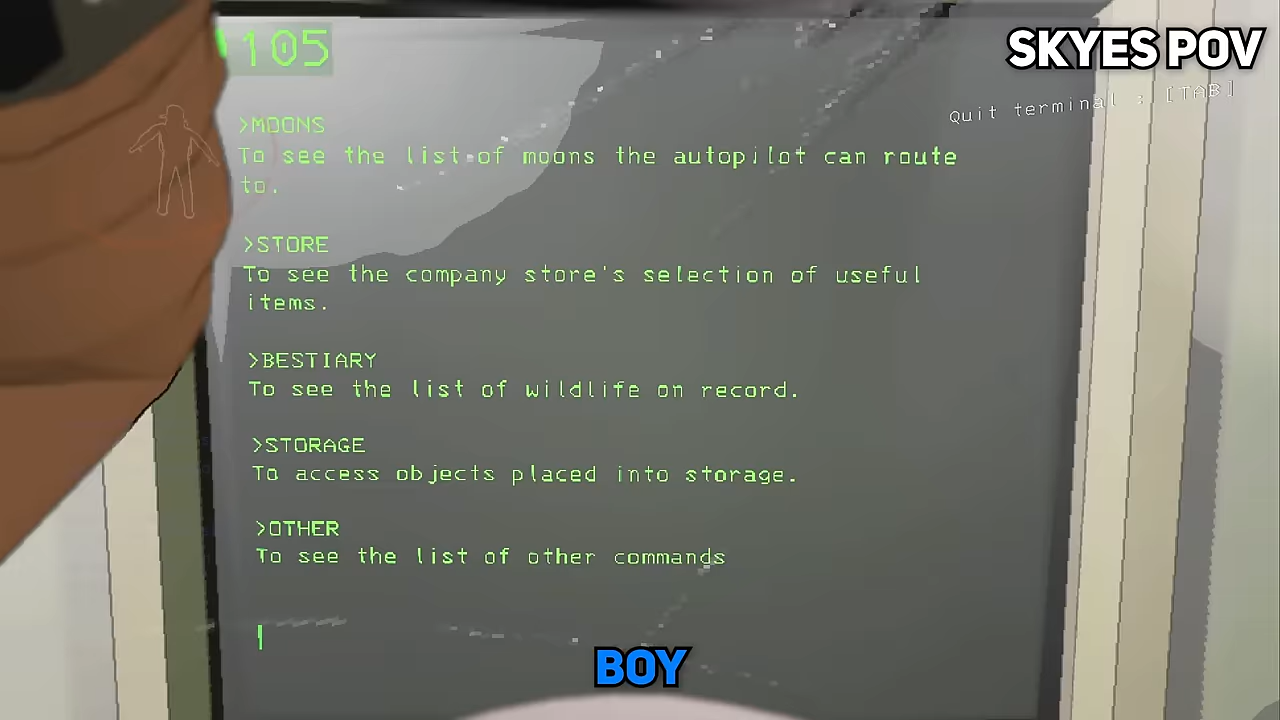 105
SKYES POV
Quit terminal : [TAB]
>MOONS
To see the list of moons the autopilot can route
to.
>STORE
To see the company store's selection of useful
items.
>BESTIARY
To see the list of wildlife on record.
>STORAGE
To access objects placed into storage.
>OTHER
To see the list of other commands
BOY